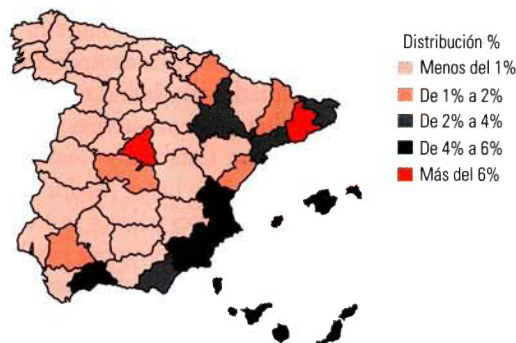 Distribución %
Menos del 1%
De 1% a 2%
De 2% a 4%
De 4% a 6%
Más del 6%